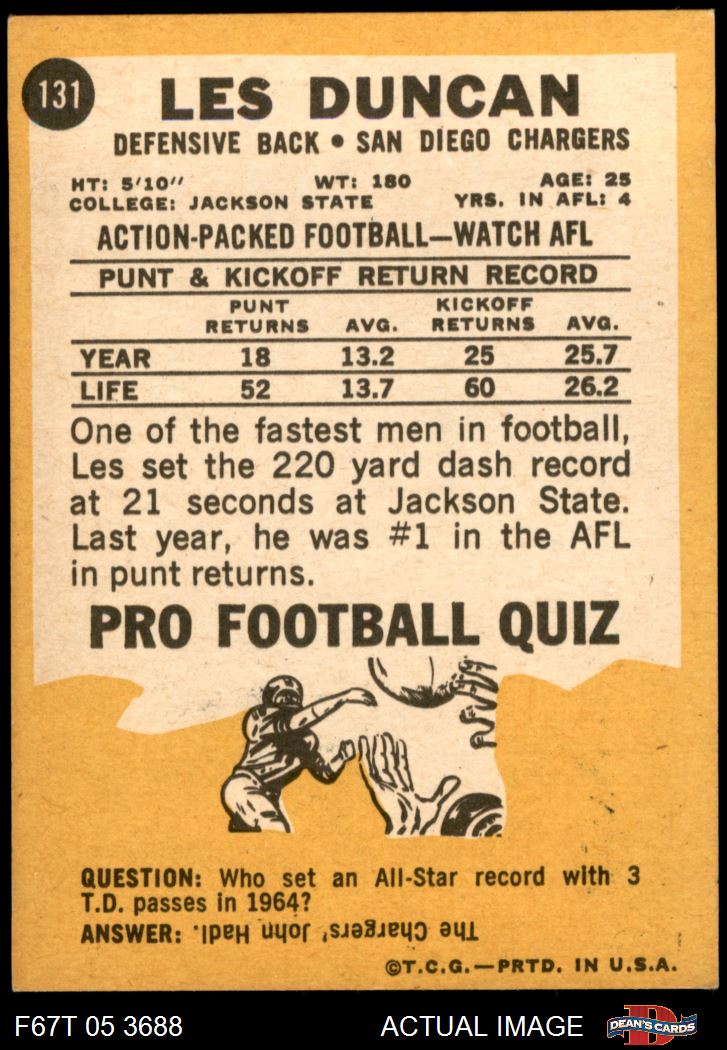 131
LES DUNCAN
DEFENSIVE BACK • SAN DIEGO CHARGERS
HT: 5'10" WT: 180 AGE: 25
COLLEGE: JACKSON STATE YRS. IN AFL: 4
ACTION-PACKED FOOTBALL—WATCH AFL
PUNT & KICKOFF RETURN RECORD
PUNT RETURNS AVG. KICKOFF RETURNS AVG.
YEAR 18 13.2 25 25.7
LIFE 52 13.7 60 26.2
One of the fastest men in football,
Les set the 220 yard dash record
at 21 seconds at Jackson State.
Last year, he was #1 in the AFL
in punt returns.
PRO FOOTBALL QUIZ
QUESTION: Who set an All-Star record with 3
T.D. passes in 1964?
ANSWER: The Chargers', John Hadl.
©T.C.G.—PRTD. IN U.S.A.
F67T 05 3688 ACTUAL IMAGE
D
DEAN'S CARDS